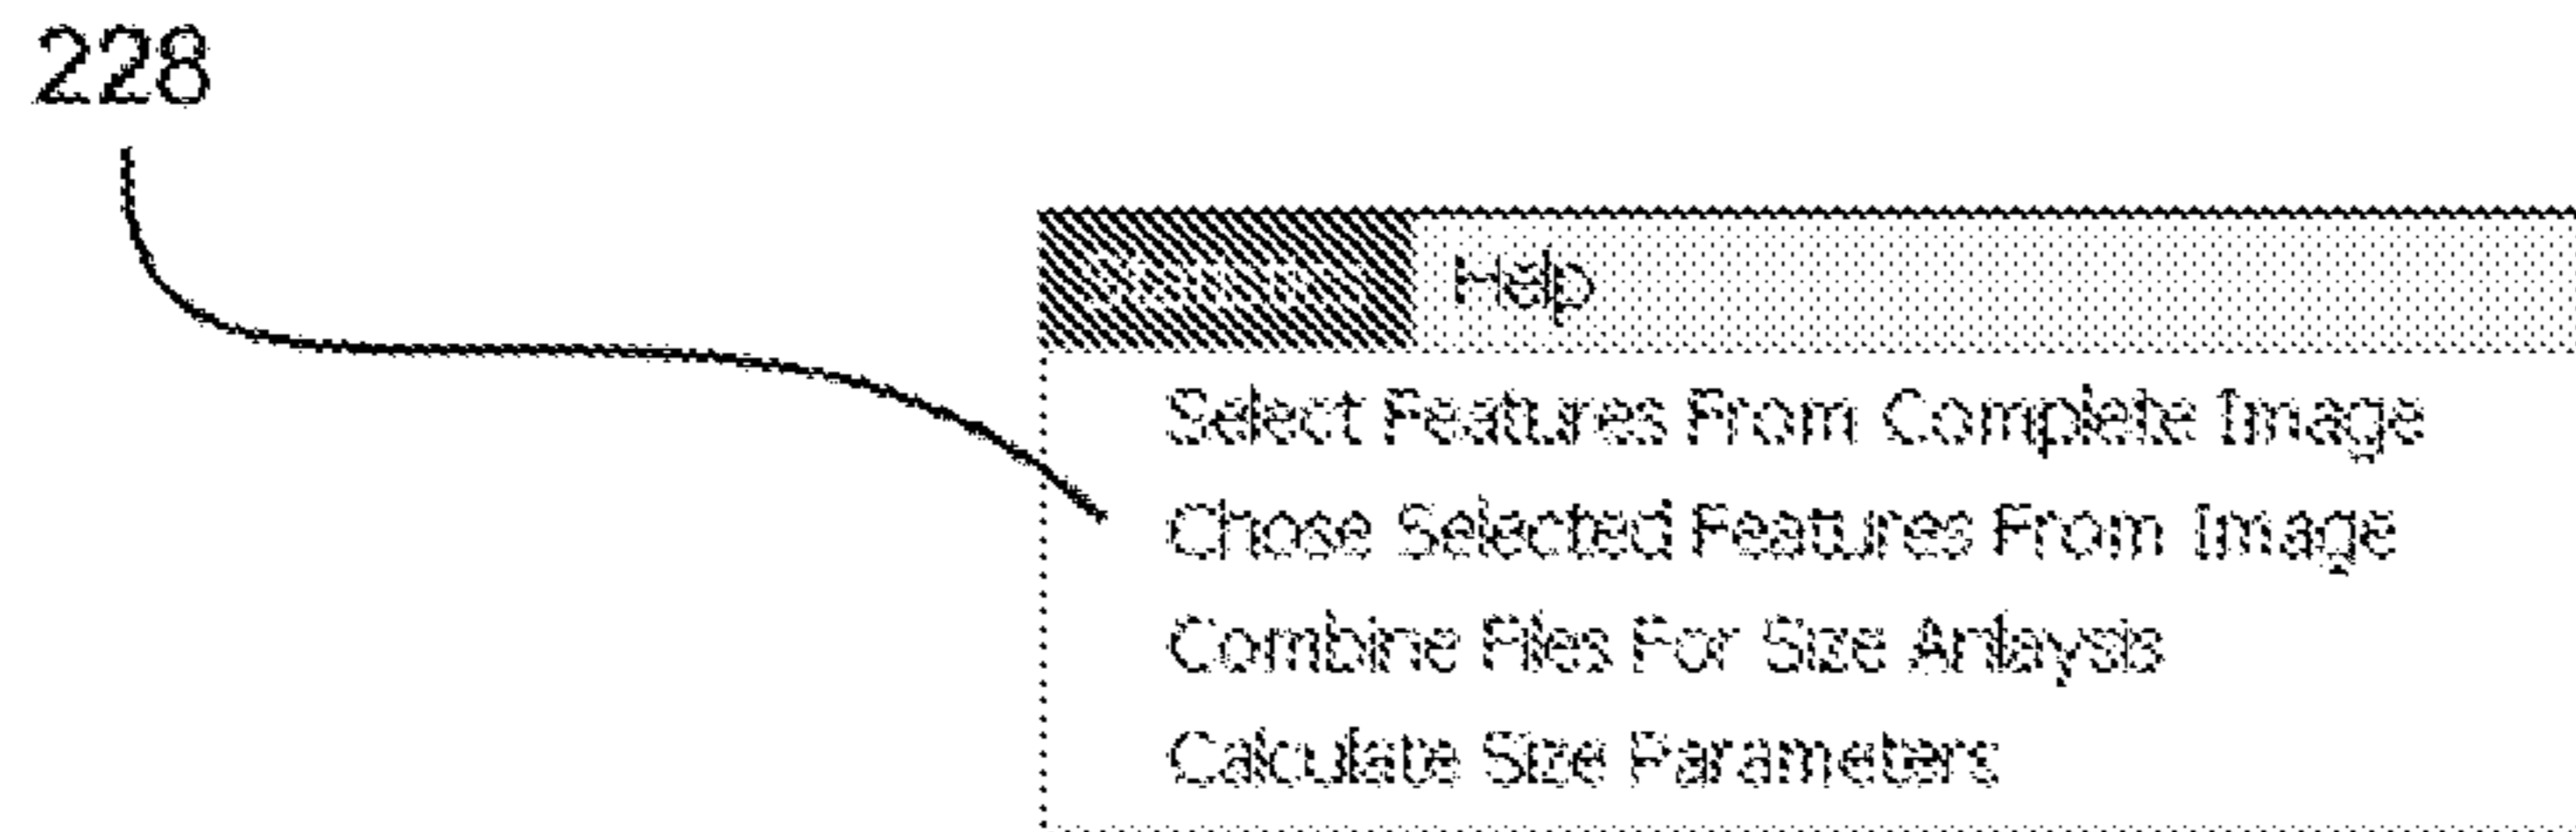 228
Help
Select Features From Complete Image
Chose Selected Features From Image
Combine Files For Size Anlaysis
Calculate Size Parameters